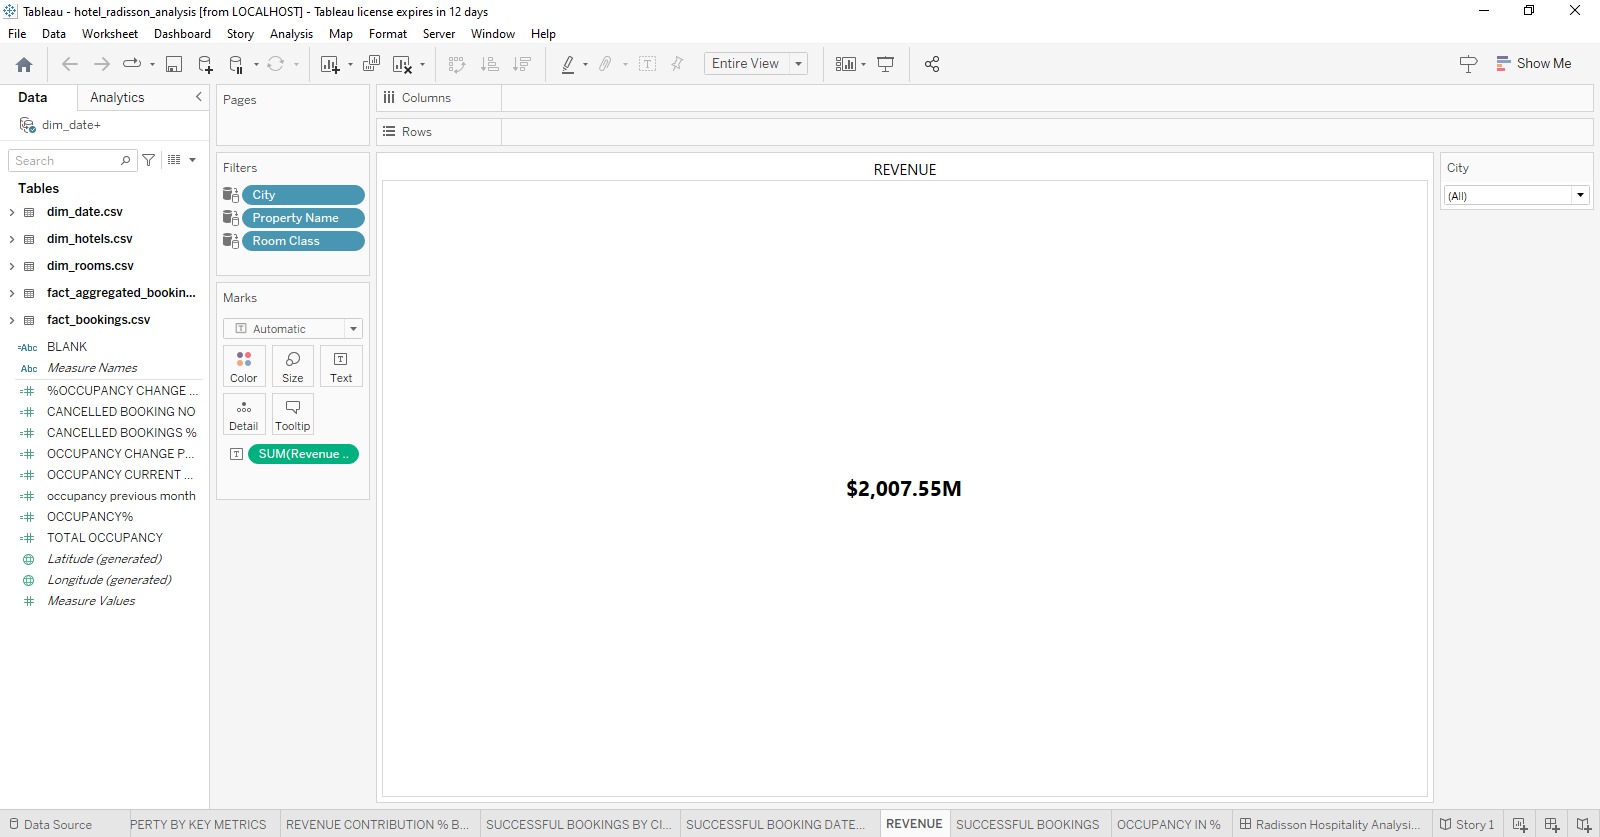 Tableau - hotel_radisson_analysis [from LOCALHOST] - Tableau license expires in 12 days
File Data Worksheet Dashboard Story Analysis Map Format Server Window Help
Entire View
Show Me
Data Analytics
dim_date+
Search
Tables
dim_date.csv
dim_hotels.csv
dim_rooms.csv
fact_aggregated_bookin...
fact_bookings.csv
=Abc BLANK
Abc Measure Names
=# %OCCUPANCY CHANGE ...
=# CANCELLED BOOKING NO
=# CANCELLED BOOKINGS %
=# OCCUPANCY CHANGE P...
=# OCCUPANCY CURRENT ...
=# occupancy previous month
=# OCCUPANCY%
=# TOTAL OCCUPANCY
Latitude (generated)
Longitude (generated)
# Measure Values
Pages
Filters
City
Property Name
Room Class
Marks
T Automatic
Color Size T Text
Detail Tooltip
T SUM(Revenue ..
Columns
Rows
REVENUE
$2,007.55M
City
(All)
Data Source PERTY BY KEY METRICS REVENUE CONTRIBUTION % B... SUCCESSFUL BOOKINGS BY CI... SUCCESSFUL BOOKING DATE... REVENUE SUCCESSFUL BOOKINGS OCCUPANCY IN % Radisson Hospitality Analysi... Story 1